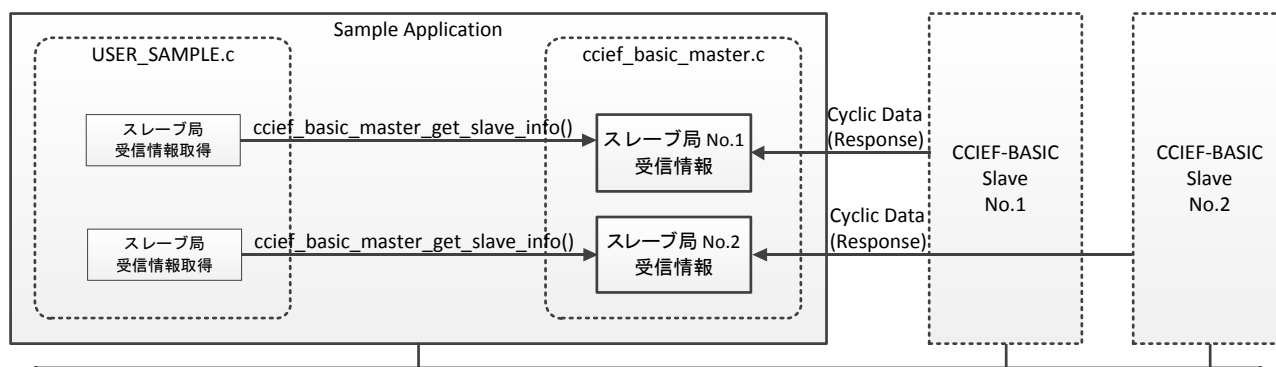 Sample Application
USER_SAMPLE.c
ccief_basic_master.c
スレーブ局
受信情報取得
ccief_basic_master_get_slave_info()
スレーブ局 No.1
受信情報
Cyclic Data
(Response)
CCIEF-BASIC
Slave
No.1
CCIEF-BASIC
Slave
No.2
スレーブ局
受信情報取得
ccief_basic_master_get_slave_info()
スレーブ局 No.2
受信情報
Cyclic Data
(Response)